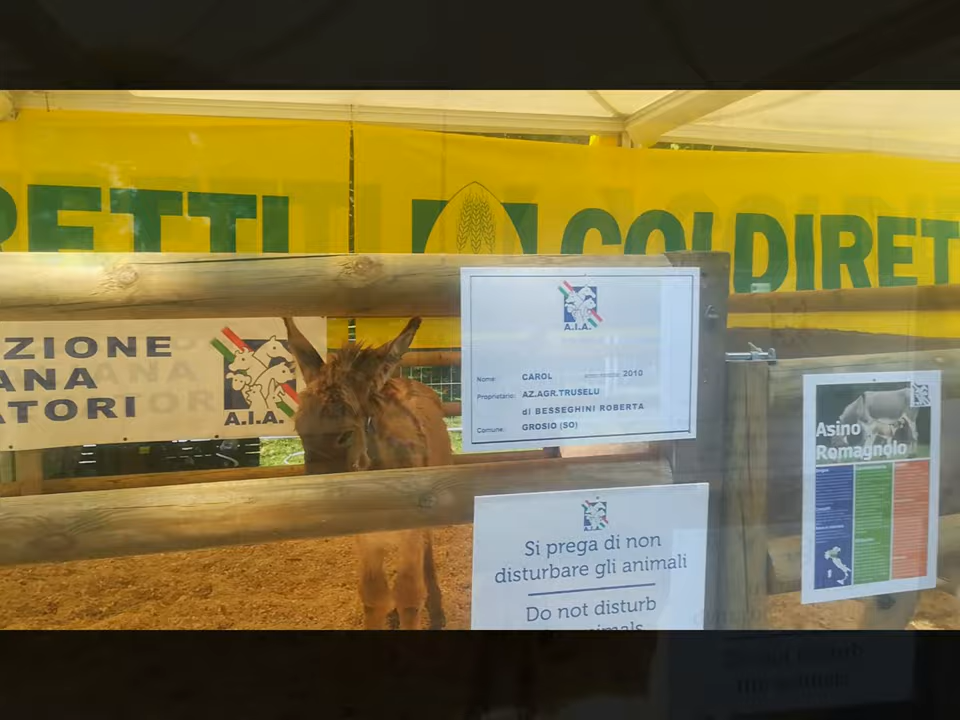 RETTI
COLDIRET
ZIONE
ANA
ATORI
A.I.A.
A.I.A.
Nome: CAROL 2010
Proprietario: AZ.AGR.TRUSELU
di BESSEGHINI ROBERTA
Comune: GROSIO (SO)
A.I.A.
Si prega di non
disturbare gli animali
Do not disturb
animals
Asino
Romagnolo